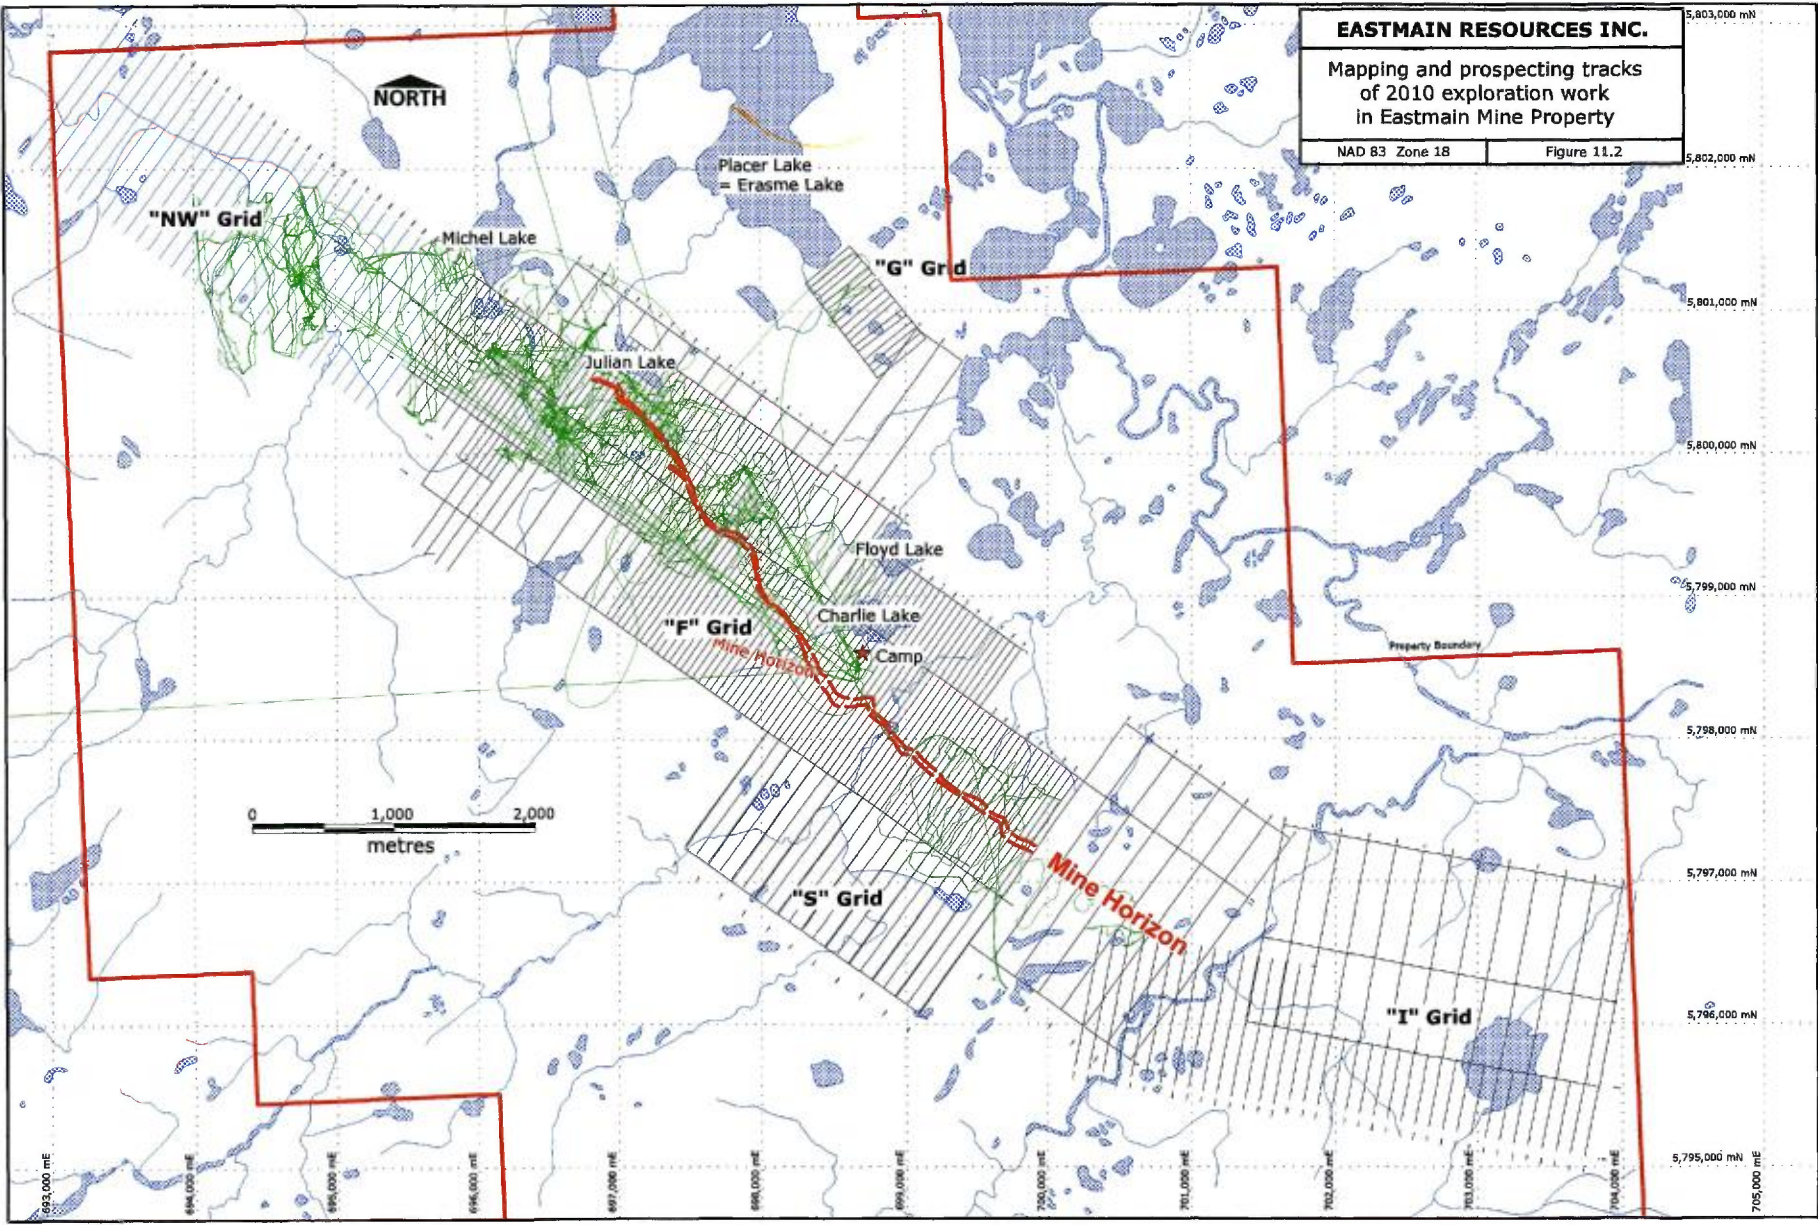 EASTMAIN RESOURCES INC.
Mapping and prospecting tracks
of 2010 exploration work
in Eastmain Mine Property
NAD 83 Zone 18
Figure 11.2
5,803,000 mN
NORTH
5,802,000 mN
Placer Lake
= Erasme Lake
"NW" Grid
Michel Lake
"G" Grid
5,801,000 mN
Julian Lake
5,800,000 mN
Floyd Lake
5,799,000 mN
Charlie Lake
"F" Grid
Mine Horizon
Camp
Property Boundary
5,798,000 mN
0
1,000
2,000
metres
Mine Horizon
5,797,000 mN
"S" Grid
"I" Grid
5,796,000 mN
5,795,000 mN
693,000 mE
694,000 mE
695,000 mE
696,000 mE
697,000 mE
698,000 mE
699,000 mE
700,000 mE
701,000 mE
702,000 mE
703,000 mE
704,000 mE
705,000 mE